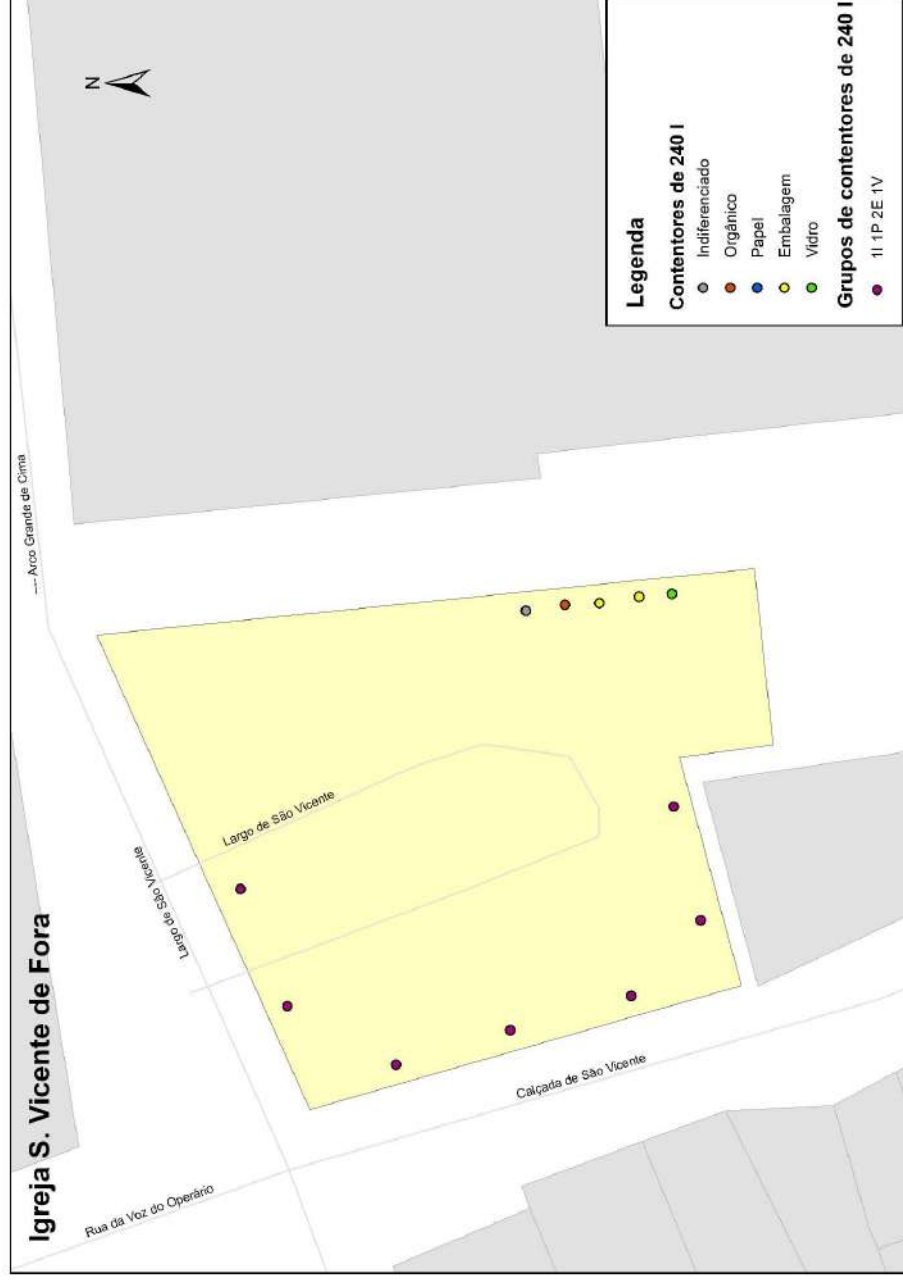 Igreja S. Vicente de Fora
N
--- Arco Grande de Cima
Largo de São Vicente
Largo de São Vicente
Rua da Voz do Operário
Calçada de São Vicente
Legenda
Contentores de 240 l
Indiferenciado
Orgânico
Papel
Embalagem
Vidro
Grupos de contentores de 240 l
1I 1P 2E 1V